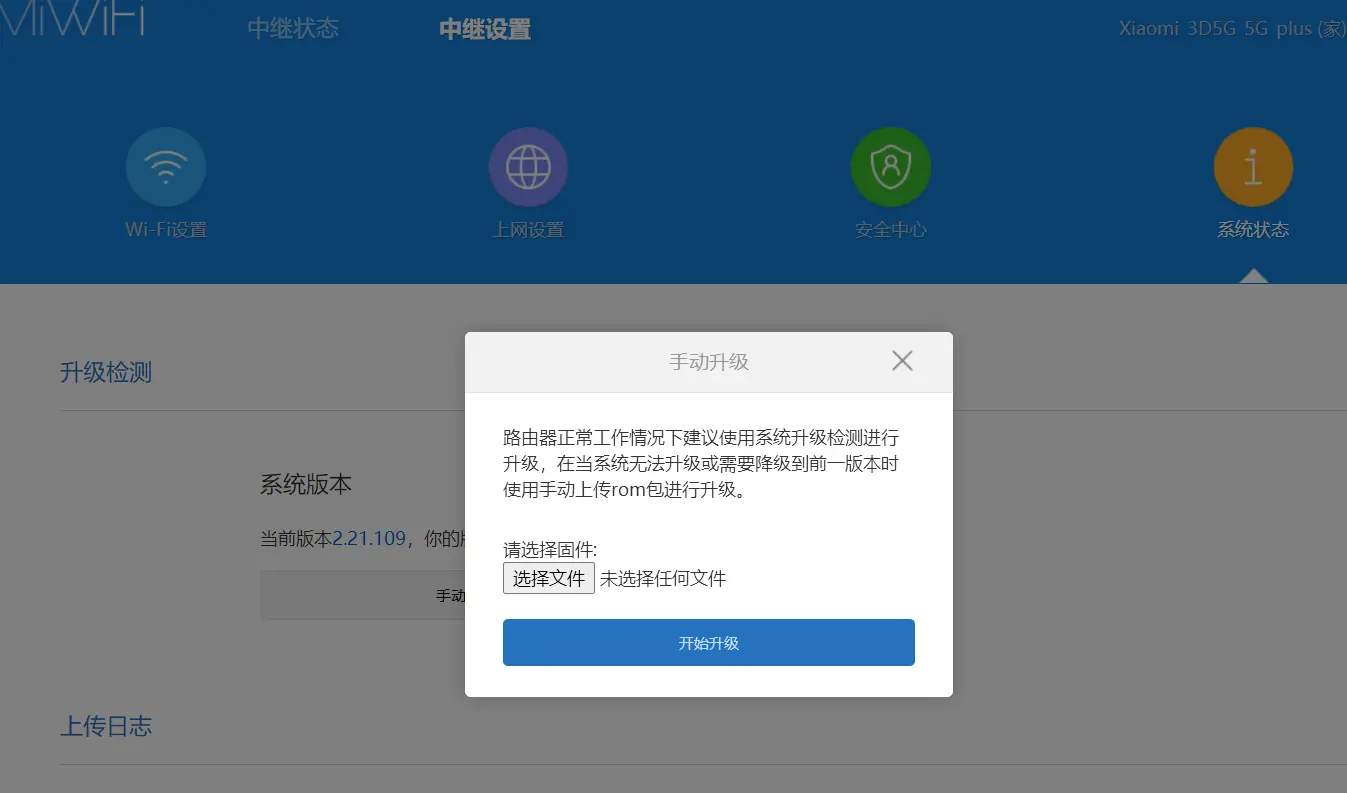 MiWiFi
中继状态
中继设置
Xiaomi 3D5G 5G plus (家)
Wi-Fi设置
上网设置
安全中心
系统状态
升级检测
手动升级
路由器正常工作情况下建议使用系统升级检测进行
升级，在当系统无法升级或需要降级到前一版本时
使用手动上传rom包进行升级。
系统版本
当前版本2.21.109，你的
请选择固件:
选择文件 未选择任何文件
手动
开始升级
上传日志